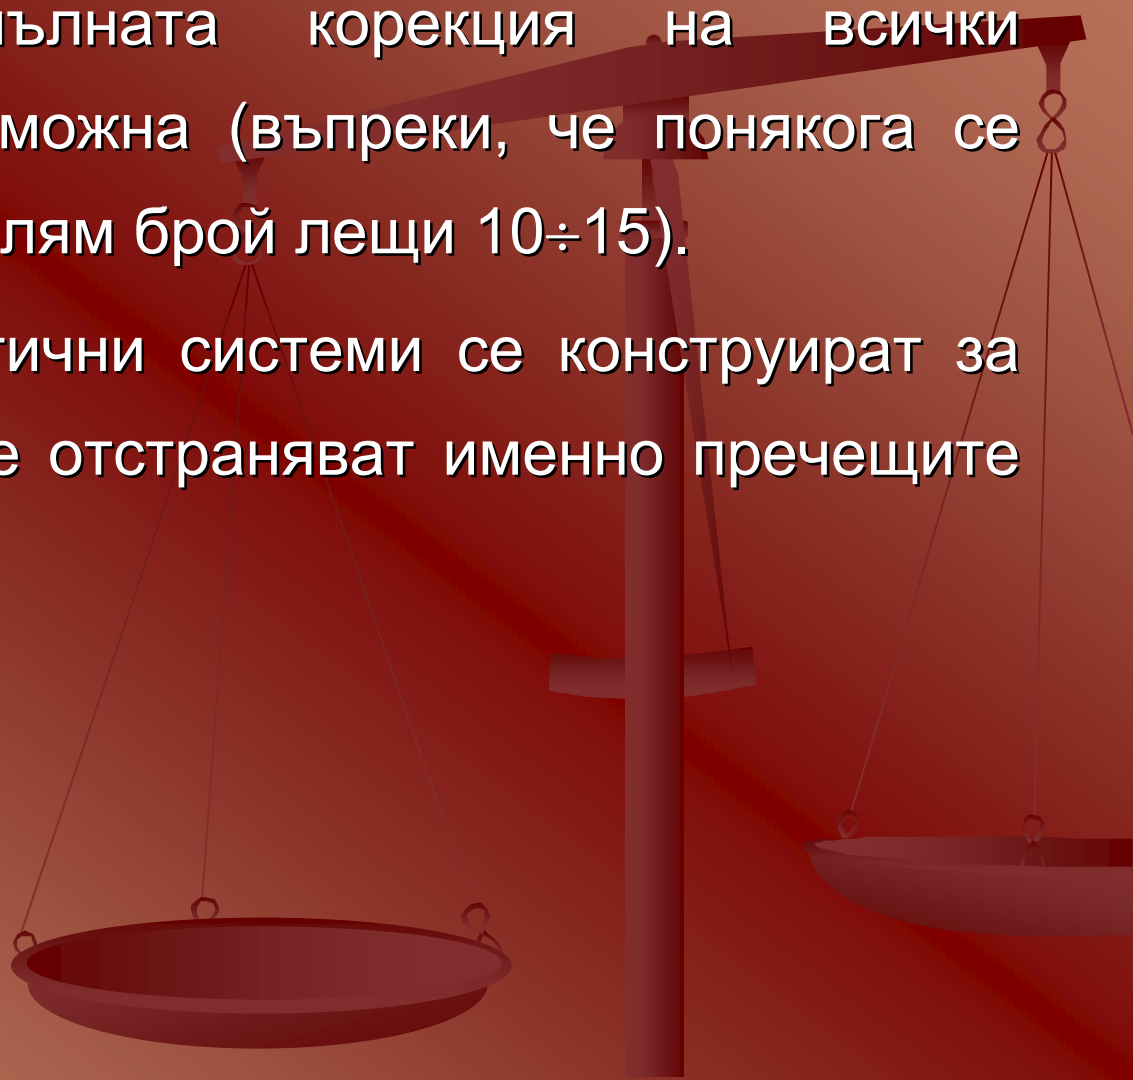 ълната корекция на всички
можна (въпреки, че понякога се
лям брой лещи 10÷15).
тични системи се конструират за
е отстраняват именно пречещите